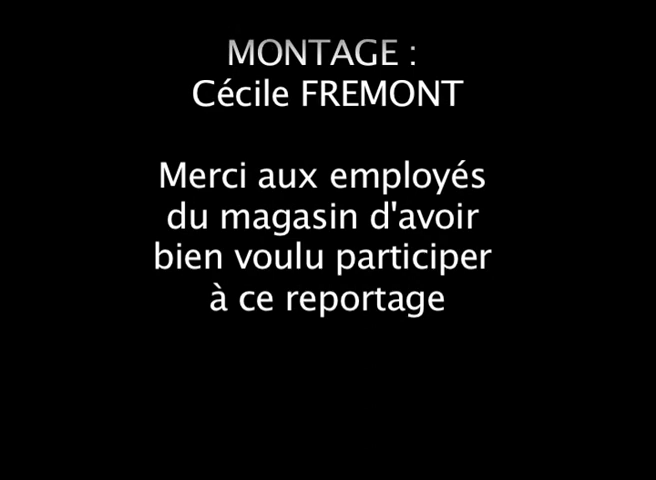 MONTAGE :
Cécile FREMONT
Merci aux employés
du magasin d'avoir
bien voulu participer
à ce reportage